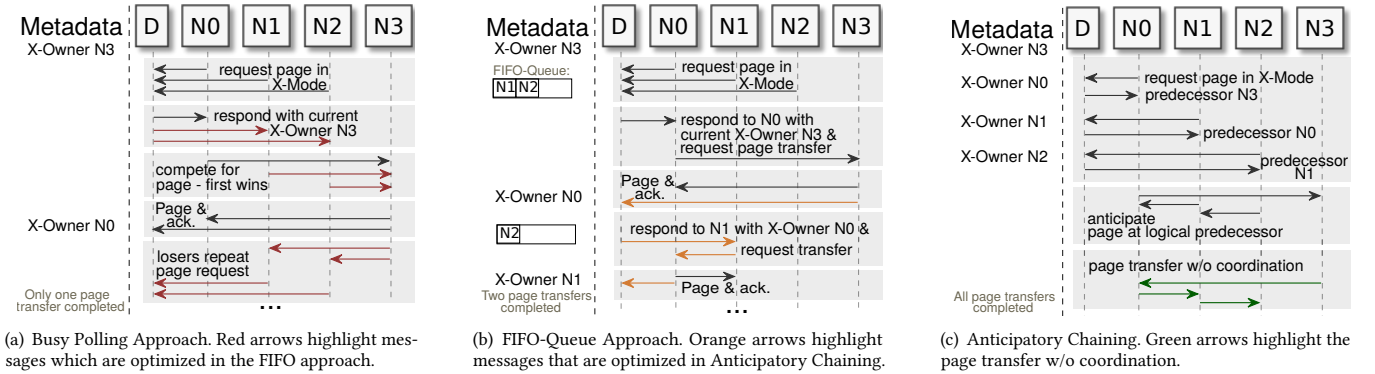 Metadata D N0 N1 N2 N3
X-Owner N3
request page in
X-Mode
respond with current
X-Owner N3
compete for
page - first wins
Page &
ack.
X-Owner N0
losers repeat
page request
Only one page
transfer completed
...
(a) Busy Polling Approach. Red arrows highlight mes-
sages which are optimized in the FIFO approach.
Metadata D N0 N1 N2 N3
X-Owner N3
FIFO-Queue:
N1 N2
request page in
X-Mode
respond to N0 with
current X-Owner N3 &
request page transfer
Page &
ack.
X-Owner N0
N2
respond to N1 with X-Owner N0 &
request transfer
X-Owner N1
Page & ack.
Two page transfers
completed
...
(b) FIFO-Queue Approach. Orange arrows highlight
messages that are optimized in Anticipatory Chaining.
Metadata D N0 N1 N2 N3
X-Owner N3
X-Owner N0
request page in X-Mode
predecessor N3
X-Owner N1
predecessor N0
X-Owner N2
predecessor
N1
anticipate
page at logical predecessor
page transfer w/o coordination
All page transfers
completed
(c) Anticipatory Chaining. Green arrows highlight the
page transfer w/o coordination.